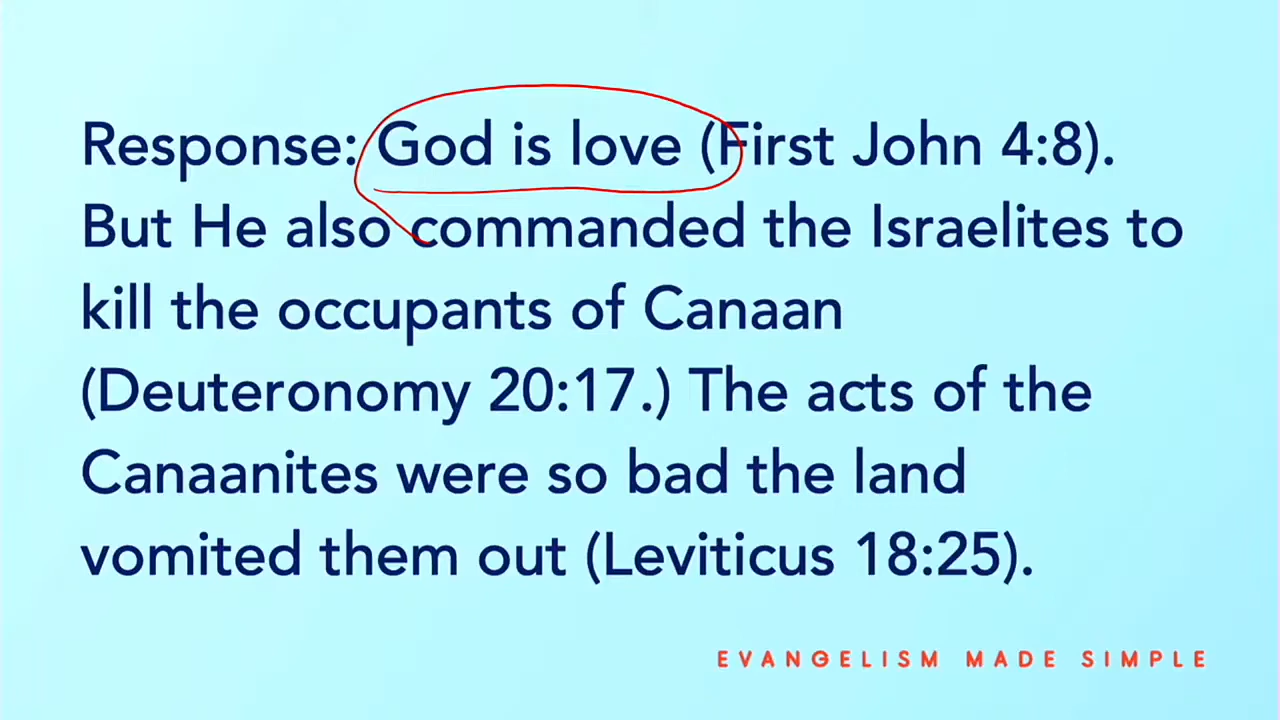 Response: God is love (First John 4:8).
But He also commanded the Israelites to
kill the occupants of Canaan
(Deuteronomy 20:17.) The acts of the
Canaanites were so bad the land
vomited them out (Leviticus 18:25).
EVANGELISM MADE SIMPLE